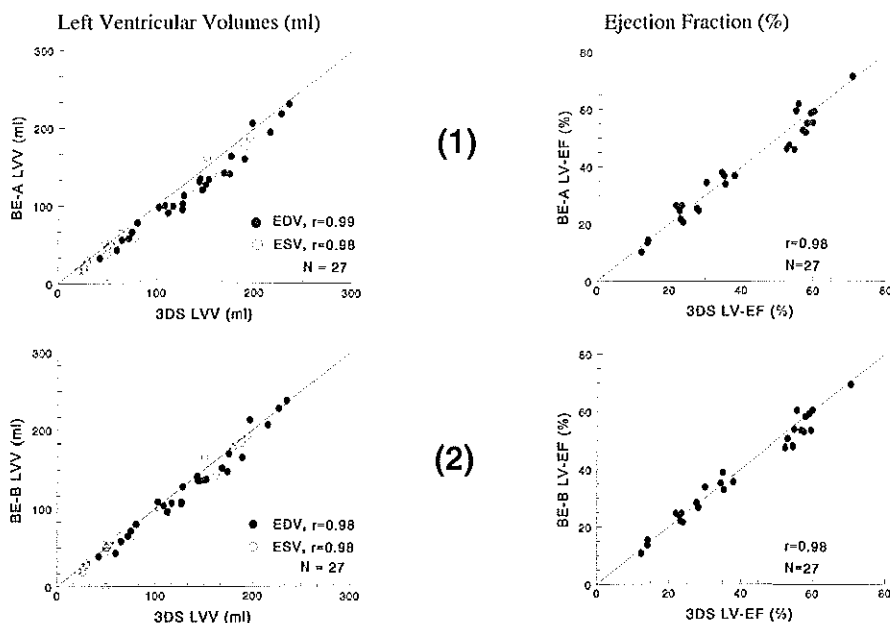 Left Ventricular Volumes (ml)
Ejection Fraction (%)
300
200
100
0
BE-A LVV (ml)
EDV, r=0.99
ESV, r=0.98
N = 27
0
100
200
300
3DS LVV (ml)
(1)
80
60
40
20
0
BE-A LV-EF (%)
r=0.98
N=27
0
20
40
60
80
3DS LV-EF (%)
300
200
100
0
BE-B LVV (ml)
EDV, r=0.98
ESV, r=0.98
N = 27
0
100
200
300
3DS LVV (ml)
(2)
80
60
40
20
0
BE-B LV-EF (%)
r=0.98
N=27
0
20
40
60
80
3DS LV-EF (%)